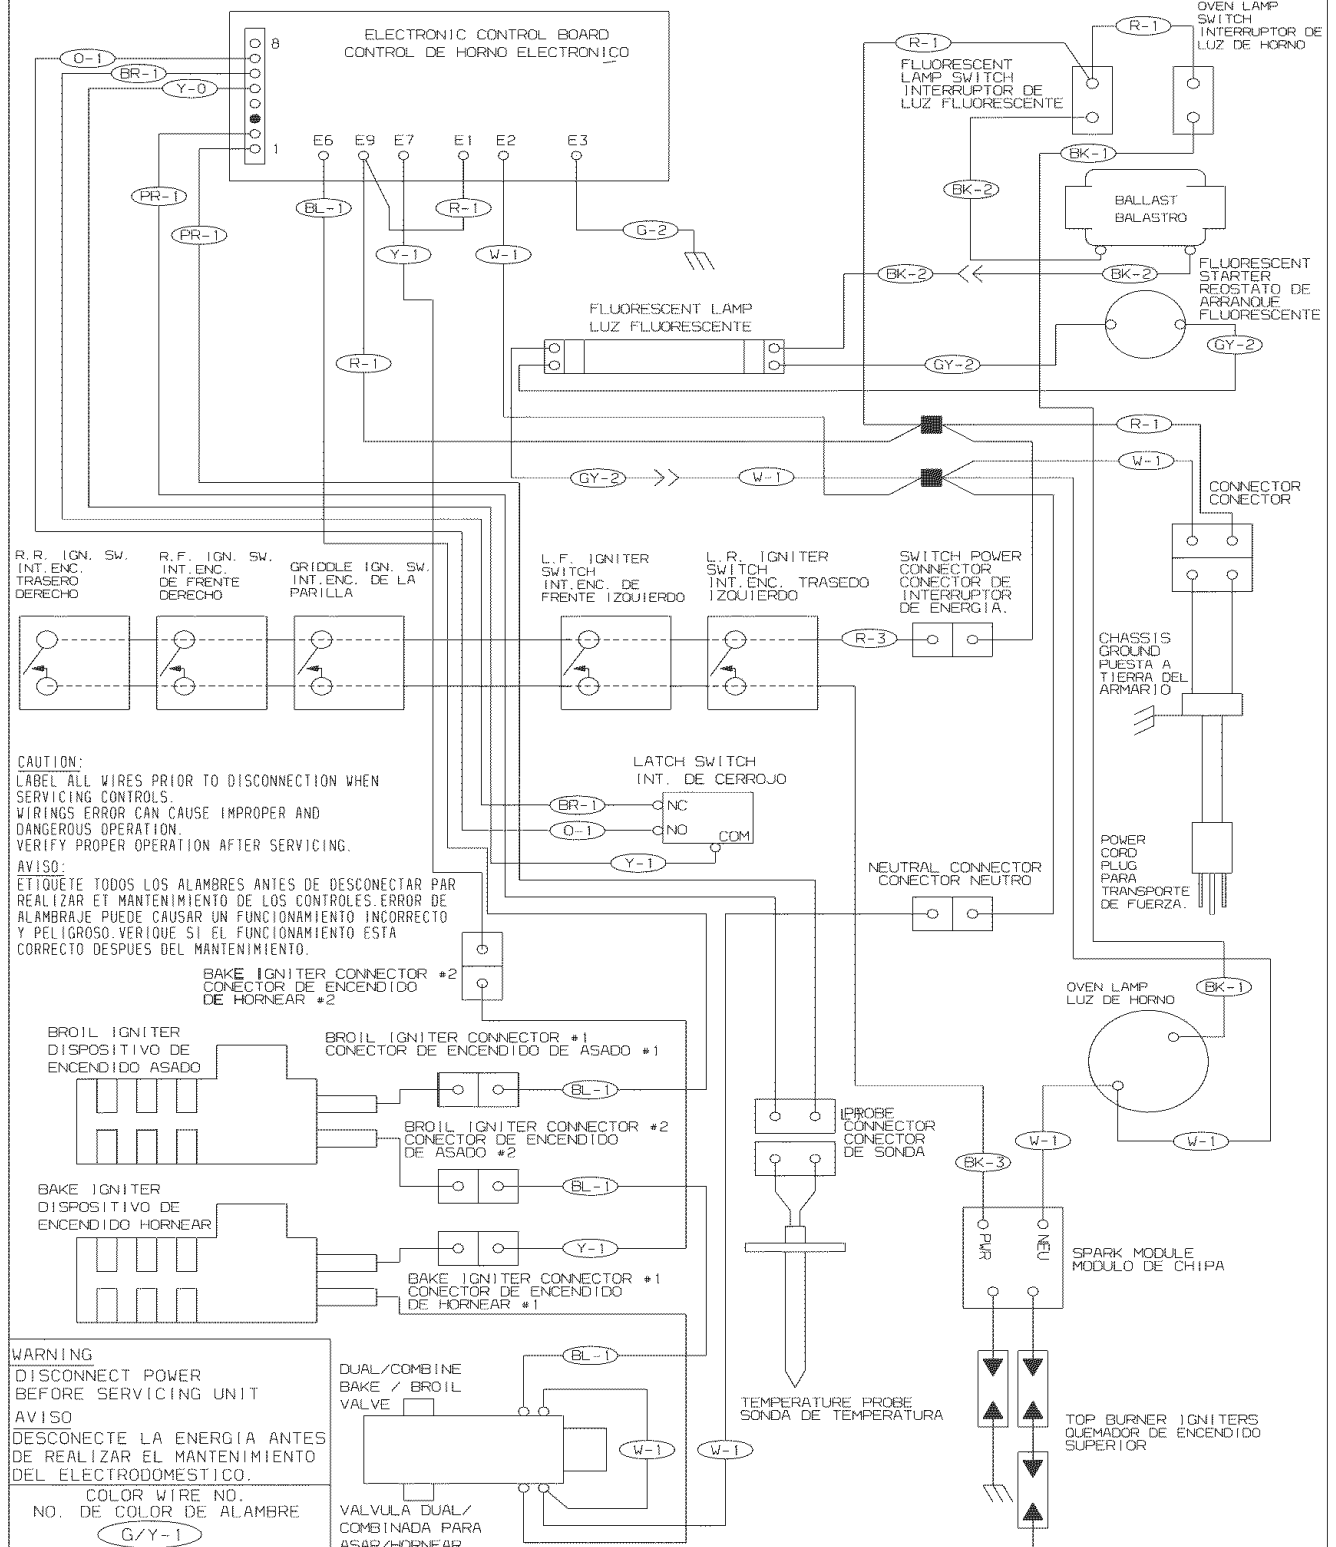 ELECTRONIC CONTROL BOARD
CONTROL DE HORNO ELECTRONICO
8
1
O-1
BR-1
Y-O
PR-1
PR-1
E6
E9
E7
E1
E2
E3
BL-1
R-1
Y-1
W-1
G-2
R-1
R-1
R-1
OVEN LAMP
SWITCH
INTERRUPTOR DE
LUZ DE HORNO
FLUORESCENT
LAMP SWITCH
INTERRUPTOR DE
LUZ FLUORESCENTE
BK-1
BK-2
BALLAST
BALASTRO
BK-2
BK-2
FLUORESCENT
STARTER
REOSTATO DE
ARRANQUE
FLUORESCENTE
GY-2
GY-2
FLUORESCENT LAMP
LUZ FLUORESCENTE
R-1
W-1
GY-2
W-1
CONNECTOR
CONECTOR
R.R. IGN. SW.
INT.ENC.
TRASERO
DERECHO
R.F. IGN. SW.
INT.ENC.
DE FRENTE
DERECHO
GRIDDLE IGN. SW.
INT.ENC. DE LA
PARILLA
L.F. IGNITER
SWITCH
INT.ENC. DE
FRENTE IZQUIERDO
L.R. IGNITER
SWITCH
INT.ENC. TRASEDO
IZQUIERDO
SWITCH POWER
CONNECTOR
CONECTOR DE
INTERRUPTOR
DE ENERGIA.
R-3
CHASSIS
GROUND
PUESTA A
TIERRA DEL
ARMARIO
CAUTION:
LABEL ALL WIRES PRIOR TO DISCONNECTION WHEN
SERVICING CONTROLS.
WIRINGS ERROR CAN CAUSE IMPROPER AND
DANGEROUS OPERATION.
VERIFY PROPER OPERATION AFTER SERVICING.
AVISO:
ETIQUETE TODOS LOS ALAMBRES ANTES DE DESCONECTAR PAR
REALIZAR ET MANTENIMIENTO DE LOS CONTROLES.ERROR DE
ALAMBRAJE PUEDE CAUSAR UN FUNCIONAMIENTO INCORRECTO
Y PELIGROSO.VERIQUE SI EL FUNCIONAMIENTO ESTA
CORRECTO DESPUES DEL MANTENIMIENTO.
LATCH SWITCH
INT. DE CERROJO
BR-1
NC
O-1
NO
COM
Y-1
POWER
CORD
PLUG
PARA
TRANSPORTE
DE FUERZA.
NEUTRAL CONNECTOR
CONECTOR NEUTRO
BAKE IGNITER CONNECTOR #2
CONECTOR DE ENCENDIDO
DE HORNEAR #2
OVEN LAMP
LUZ DE HORNO
BK-1
BROIL IGNITER
DISPOSITIVO DE
ENCENDIDO ASADO
BROIL IGNITER CONNECTOR #1
CONECTOR DE ENCENDIDO DE ASADO #1
BL-1
BROIL IGNITER CONNECTOR #2
CONECTOR DE ENCENDIDO
DE ASADO #2
BL-1
PROBE
CONNECTOR
CONECTOR
DE SONDA
W-1
W-1
BK-3
BAKE IGNITER
DISPOSITIVO DE
ENCENDIDO HORNEAR
Y-1
BAKE IGNITER CONNECTOR #1
CONECTOR DE ENCENDIDO
DE HORNEAR #1
PWR
NEU
SPARK MODULE
MODULO DE CHIPA
WARNING
DISCONNECT POWER
BEFORE SERVICING UNIT
AVISO
DESCONECTE LA ENERGIA ANTES
DE REALIZAR EL MANTENIMIENTO
DEL ELECTRODOMESTICO.
COLOR WIRE NO.
NO. DE COLOR DE ALAMBRE
G/Y-1
DUAL/COMBINE
BAKE / BROIL
VALVE
BL-1
W-1
W-1
VALVULA DUAL/
COMBINADA PARA
ASAR/HORNEAR
TEMPERATURE PROBE
SONDA DE TEMPERATURA
TOP BURNER IGNITERS
QUEMADOR DE ENCENDIDO
SUPERIOR